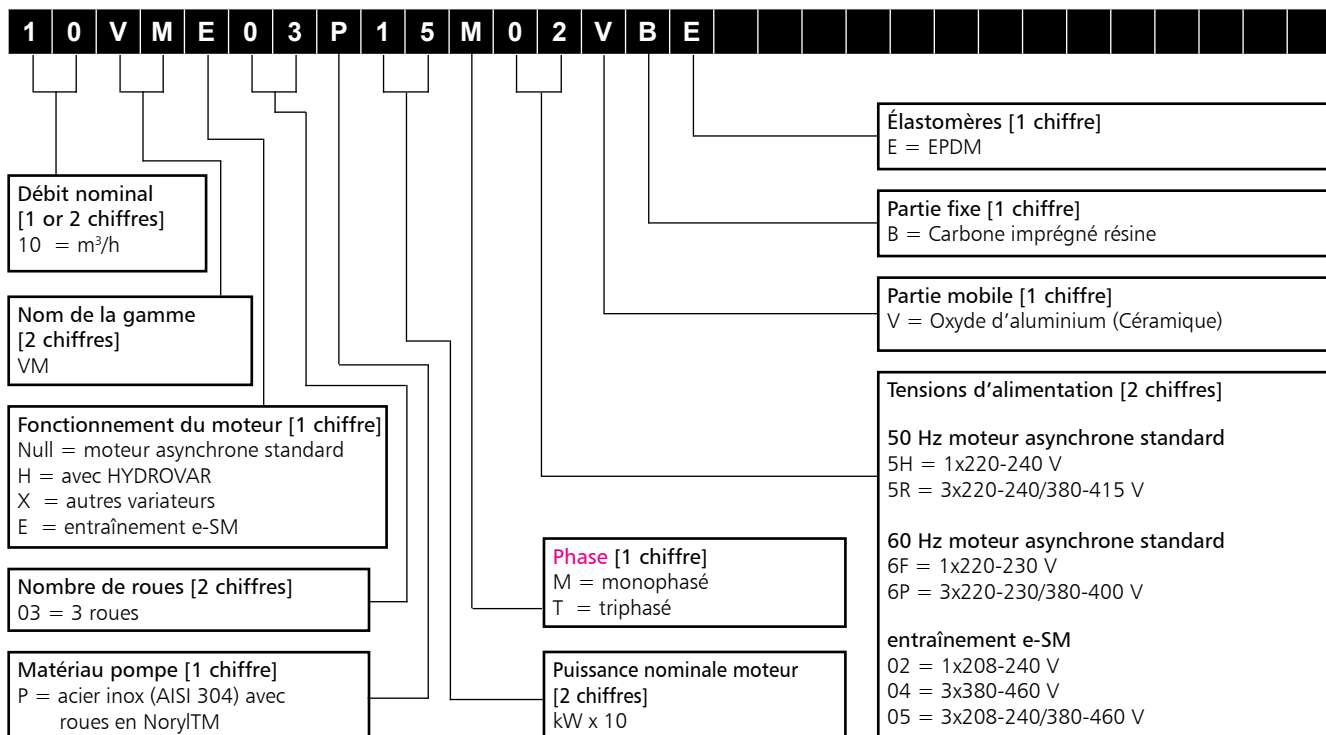 1 0 V M E 0 3 P 1 5 M 0 2 V B E
Débit nominal
[1 or 2 chiffres]
10 = m³/h
Nom de la gamme
[2 chiffres]
VM
Fonctionnement du moteur [1 chiffre]
Null = moteur asynchrone standard
H = avec HYDROVAR
X = autres variateurs
E = entraînement e-SM
Nombre de roues [2 chiffres]
03 = 3 roues
Matériau pompe [1 chiffre]
P = acier inox (AISI 304) avec
roues en NorylTM
Phase [1 chiffre]
M = monophasé
T = triphasé
Puissance nominale moteur
[2 chiffres]
kW x 10
Élastomères [1 chiffre]
E = EPDM
Partie fixe [1 chiffre]
B = Carbone imprégné résine
Partie mobile [1 chiffre]
V = Oxyde d'aluminium (Céramique)
Tensions d'alimentation [2 chiffres]
50 Hz moteur asynchrone standard
5H = 1x220-240 V
5R = 3x220-240/380-415 V
60 Hz moteur asynchrone standard
6F = 1x220-230 V
6P = 3x220-230/380-400 V
entraînement e-SM
02 = 1x208-240 V
04 = 3x380-460 V
05 = 3x208-240/380-460 V